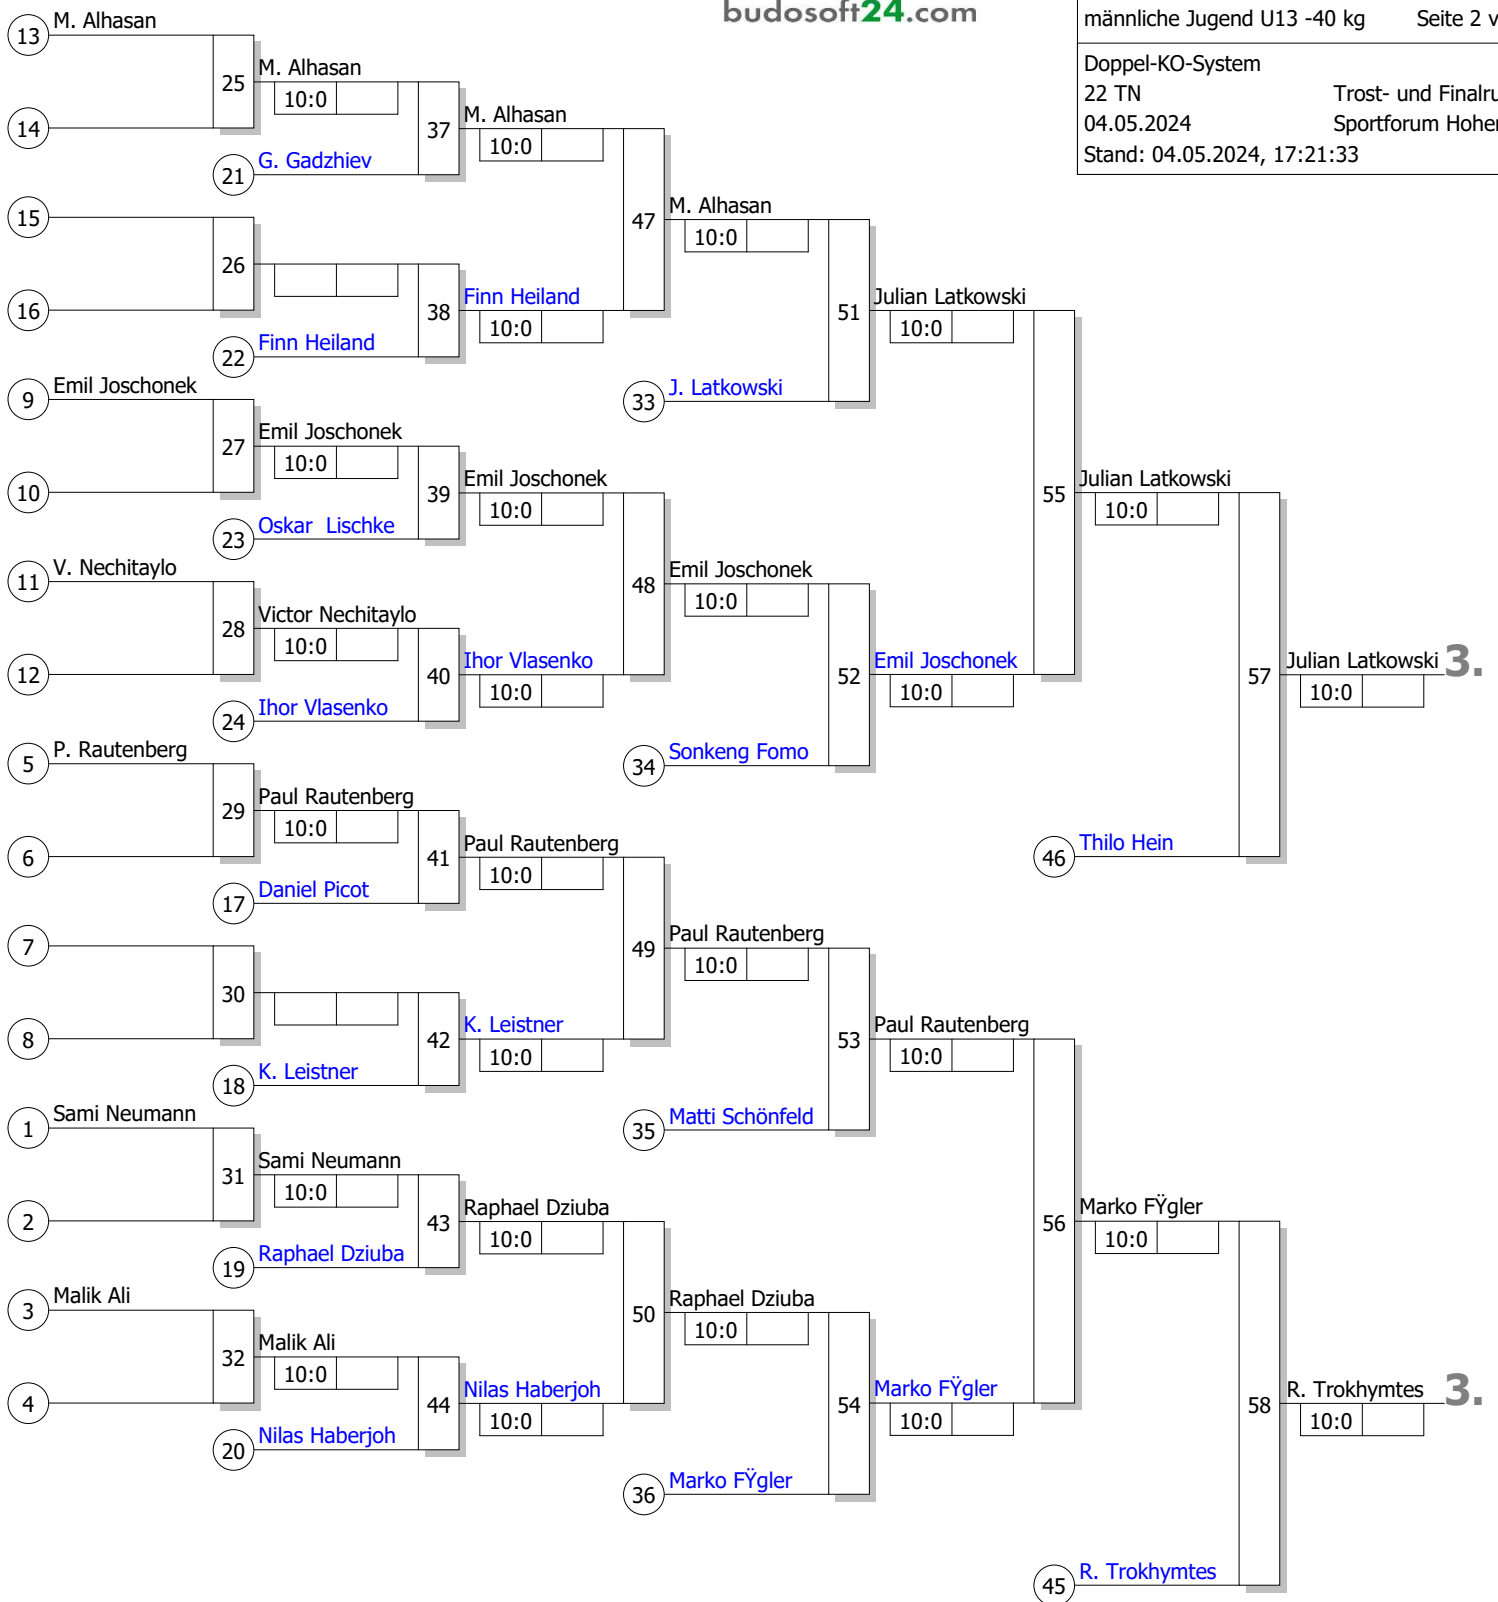 budosoft24.com
männliche Jugend U13 -40 kg Seite 2 v
Doppel-KO-System
22 TN Trost- und Finalru
04.05.2024 Sportforum Hoher
Stand: 04.05.2024, 17:21:33
13 M. Alhasan
25 M. Alhasan
10:0
14
37 M. Alhasan
10:0
21 G. Gadzhiev
15
47 M. Alhasan
10:0
26
16
38 Finn Heiland
10:0
22 Finn Heiland
51 Julian Latkowski
10:0
33 J. Latkowski
9 Emil Joschonek
27 Emil Joschonek
10:0
10
39 Emil Joschonek
10:0
23 Oskar Lischke
55 Julian Latkowski
10:0
11 V. Nechitaylo
48 Emil Joschonek
10:0
28 Victor Nechitaylo
10:0
12
40 Ihor Vlasenko
10:0
24 Ihor Vlasenko
52 Emil Joschonek
10:0
34 Sonkeng Fomo
57 Julian Latkowski 3.
10:0
5 P. Rautenberg
29 Paul Rautenberg
10:0
6
41 Paul Rautenberg
10:0
17 Daniel Picot
46 Thilo Hein
7
49 Paul Rautenberg
10:0
30
8
42 K. Leistner
10:0
18 K. Leistner
53 Paul Rautenberg
10:0
35 Matti Schönfeld
1 Sami Neumann
31 Sami Neumann
10:0
2
43 Raphael Dziuba
10:0
19 Raphael Dziuba
56 Marko FŸgler
10:0
3 Malik Ali
50 Raphael Dziuba
10:0
32 Malik Ali
10:0
4
44 Nilas Haberjoh
10:0
20 Nilas Haberjoh
54 Marko FŸgler
10:0
36 Marko FŸgler
58 R. Trokhymtes 3.
10:0
45 R. Trokhymtes